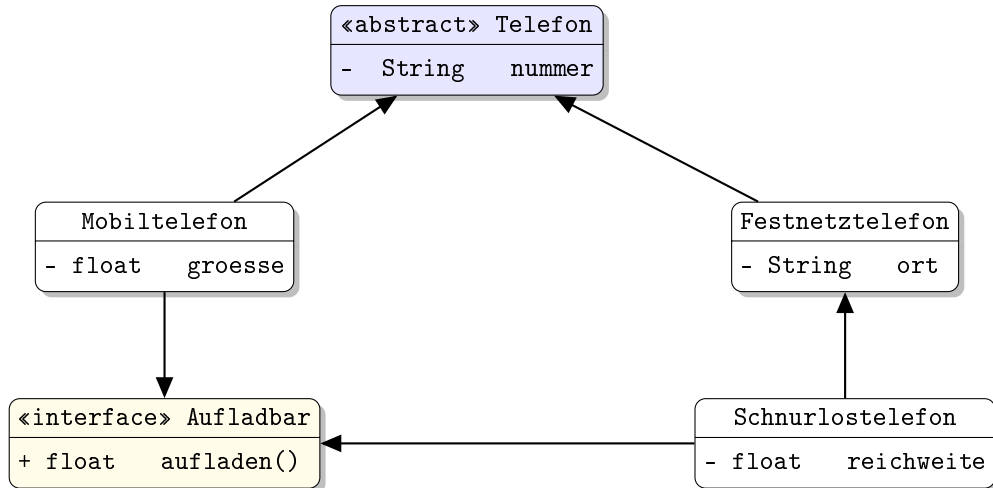 «abstract» Telefon
- String nummer
Mobiltelefon
- float groesse
Festnetztelefon
- String ort
«interface» Aufladbar
+ float aufladen()
Schnurlostelefon
- float reichweite